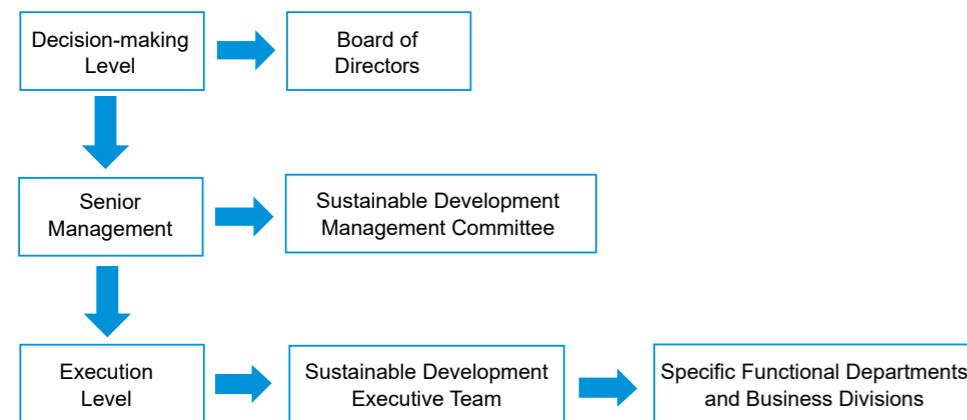 Decision-making
Level
Board of
Directors
Senior
Management
Sustainable Development
Management Committee
Execution
Level
Sustainable Development
Executive Team
Specific Functional Departments
and Business Divisions